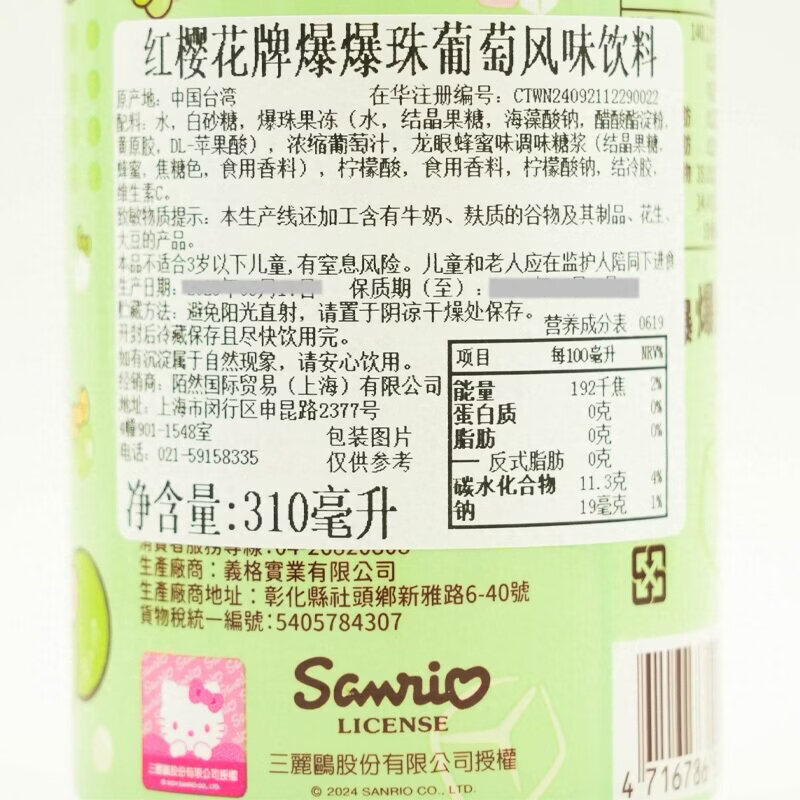 红樱花牌爆爆珠葡萄风味饮料
原产地：中国台湾 在华注册编号：CTWN24092112290022
配料：水，白砂糖，爆珠果冻（水，结晶果糖，海藻酸钠，醋酸酯淀粉，
黄原胶，DL-苹果酸），浓缩葡萄汁，龙眼蜂蜜味调味糖浆（结晶果糖，
蜂蜜，焦糖色，食用香料），柠檬酸，食用香料，柠檬酸钠，结冷胶，
维生素C。
致敏物质提示：本生产线还加工含有牛奶、麸质的谷物及其制品、花生、
大豆的产品。
本品不适合3岁以下儿童，有窒息风险。儿童和老人应在监护人陪同下进食
生产日期： 保质期（至）：
贮藏方法：避免阳光直射，请置于阴凉干燥处保存。
开封后冷藏保存且尽快饮用完。
如有沉淀属于自然现象，请安心饮用。
经销商：陌然国际贸易（上海）有限公司
地址：上海市闵行区申昆路2377号
4幢901-1548室
电话：021-59158335
包装图片
仅供参考
净含量：310毫升
营养成分表 0619
项目 每100毫升 NRV%
能量 192千焦 2%
蛋白质 0克 0%
脂肪 0克 0%
— 反式脂肪 0克
碳水化合物 11.3克 4%
钠 19毫克 1%
生產廠商：義格實業有限公司
生產廠商地址：彰化縣社頭鄉新雅路6-40號
貨物稅統一編號：5405784307
Sanrio
LICENSE
三麗鷗股份有限公司授權
© 2024 SANRIO CO., LTD.
三麗鷗股份有限公司授權
© 2024 SANRIO CO., LTD.
4 716786